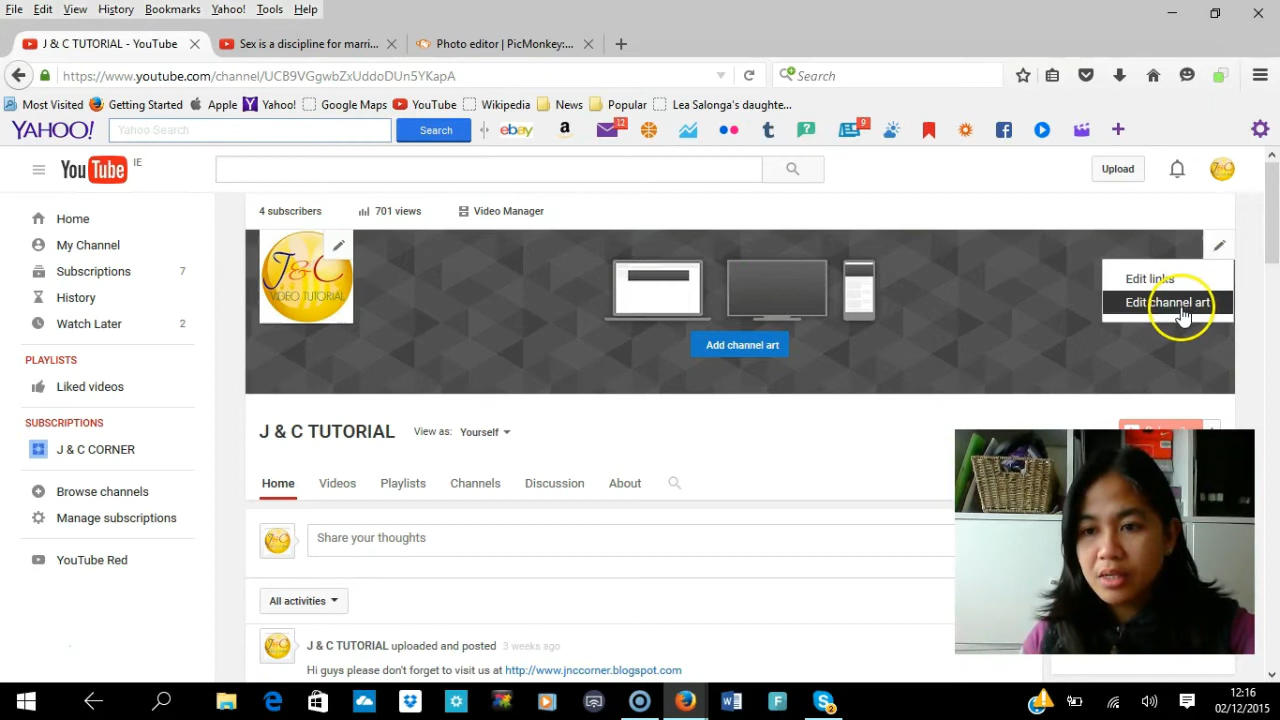 File Edit View History Bookmarks Yahoo! Tools Help
J & C TUTORIAL - YouTube
Sex is a discipline for marri...
Photo editor | PicMonkey:...
https://www.youtube.com/channel/UCB9VGgwbZxUddoDUn5YKapA
Search
Most Visited Getting Started Apple Yahoo! Google Maps YouTube Wikipedia News Popular Lea Salonga's daughte...
YAHOO! Yahoo Search Search ebay a 12 t 9 f
YouTube IE
Upload
4 subscribers 701 views Video Manager
Home
My Channel
Subscriptions 7
History
Watch Later 2
PLAYLISTS
Liked videos
SUBSCRIPTIONS
J & C CORNER
Browse channels
Manage subscriptions
YouTube Red
J&C
VIDEO TUTORIAL
Edit links
Edit channel art
Add channel art
J & C TUTORIAL View as: Yourself
Home Videos Playlists Channels Discussion About
Share your thoughts
All activities
J & C TUTORIAL uploaded and posted 3 weeks ago
Hi guys please don't forget to visit us at http://www.jnccorner.blogspot.com
12:16
02/12/2015